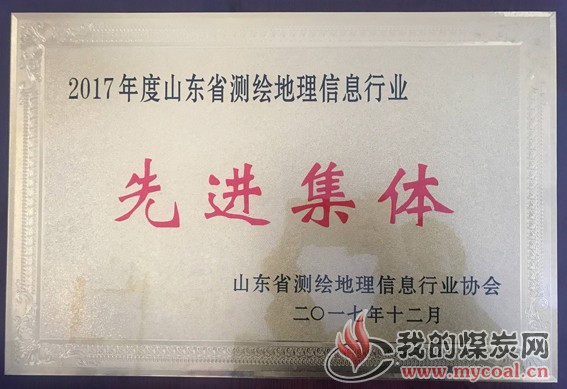 2017年度山东省测绘地理信息行业
先进集体
山东省测绘地理信息行业协会
二〇一七年十二月
我的煤炭网
www.mycoal.cn